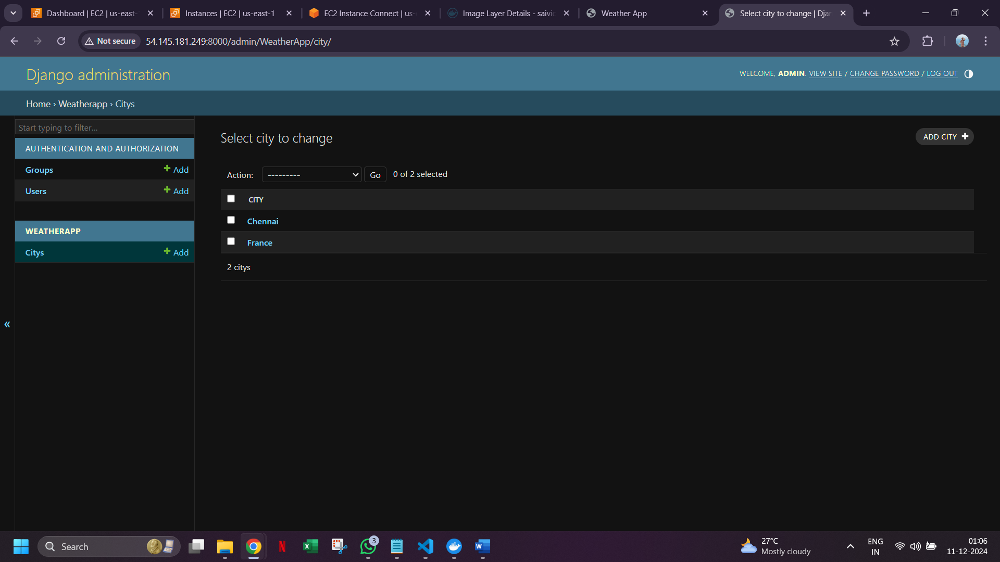 Dashboard | EC2 | us-east-
Instances | EC2 | us-east-1
EC2 Instance Connect | us-
Image Layer Details - saivic
Weather App
Select city to change | Djan
Not secure
54.145.181.249:8000/admin/WeatherApp/city/
Django administration
WELCOME, ADMIN. VIEW SITE / CHANGE PASSWORD / LOG OUT
Home › Weatherapp › Citys
Start typing to filter...
AUTHENTICATION AND AUTHORIZATION
Groups
Add
Users
Add
WEATHERAPP
Citys
Add
«
Select city to change
ADD CITY
Action:
---------
Go
0 of 2 selected
CITY
Chennai
France
2 citys
Search
3
27°C
Mostly cloudy
ENG
IN
01:06
11-12-2024